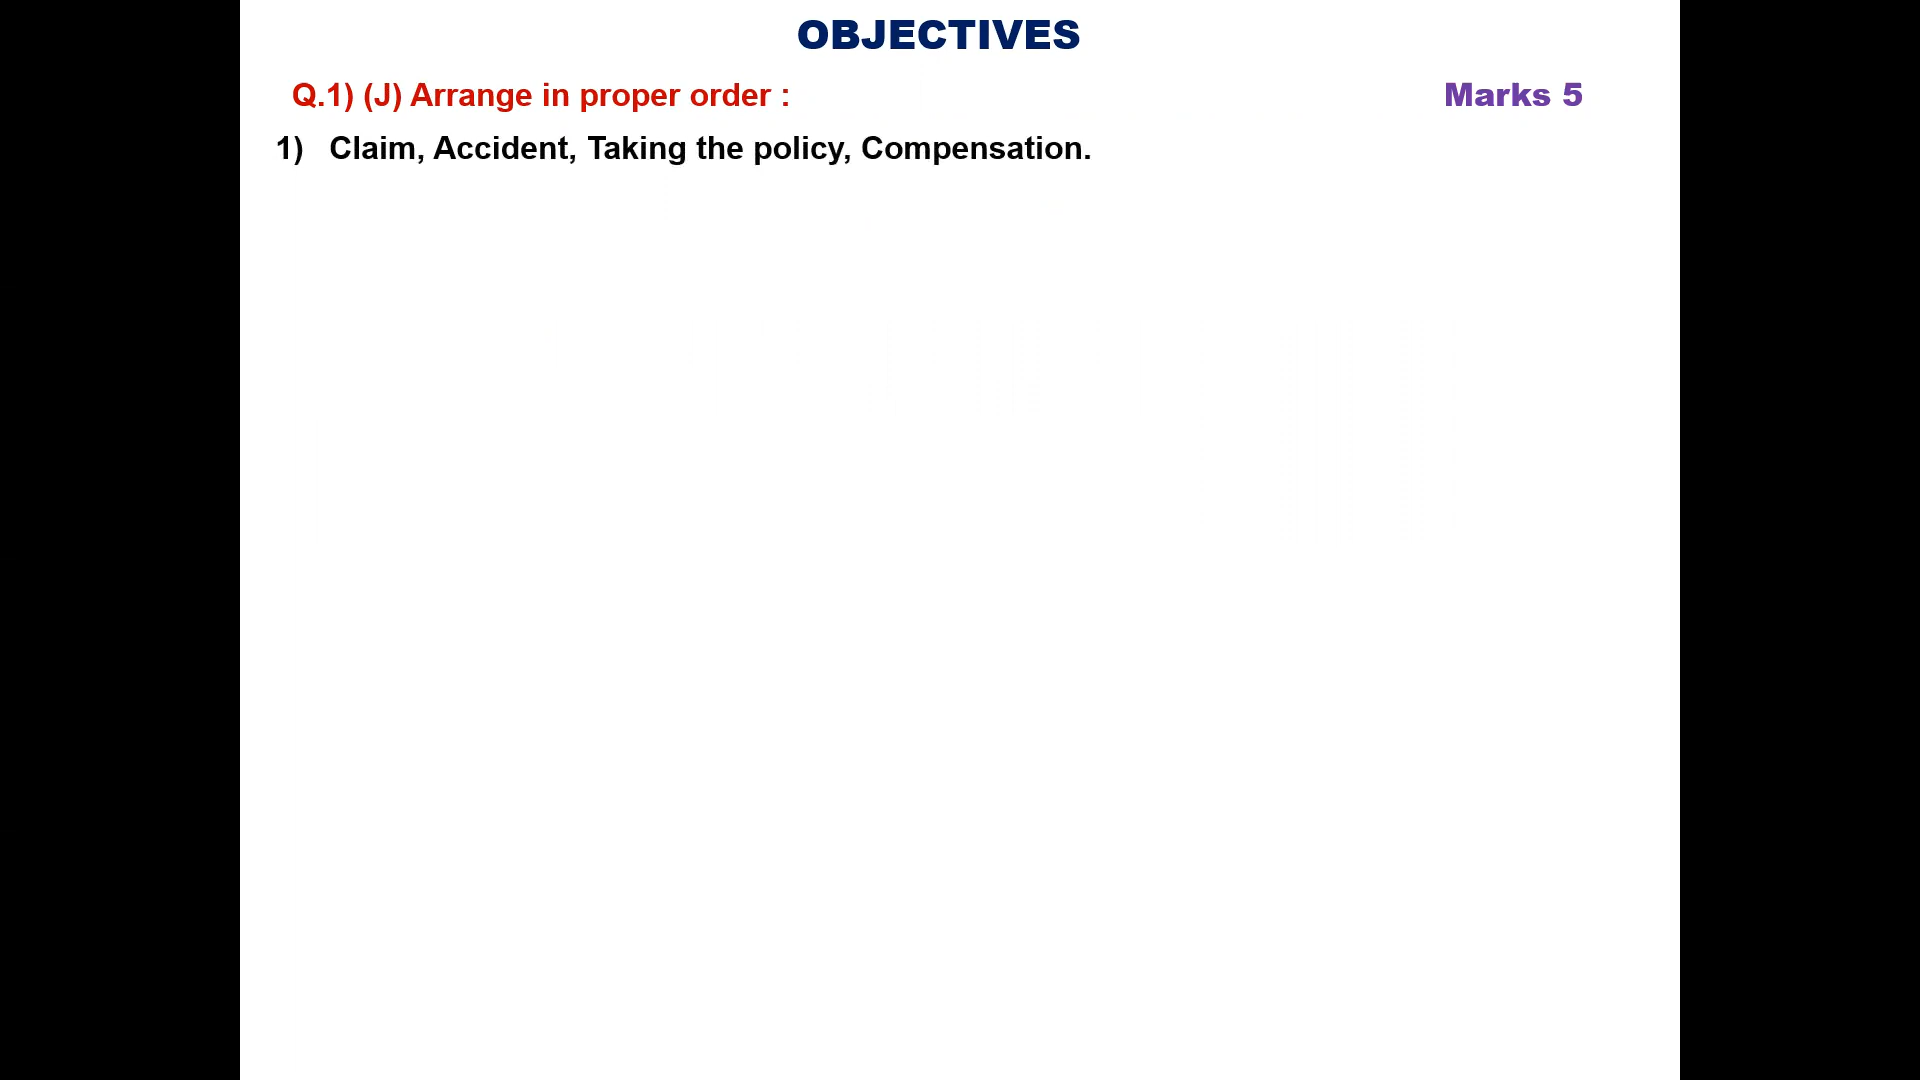 OBJECTIVES
Q.1) (J) Arrange in proper order : Marks 5
1) Claim, Accident, Taking the policy, Compensation.